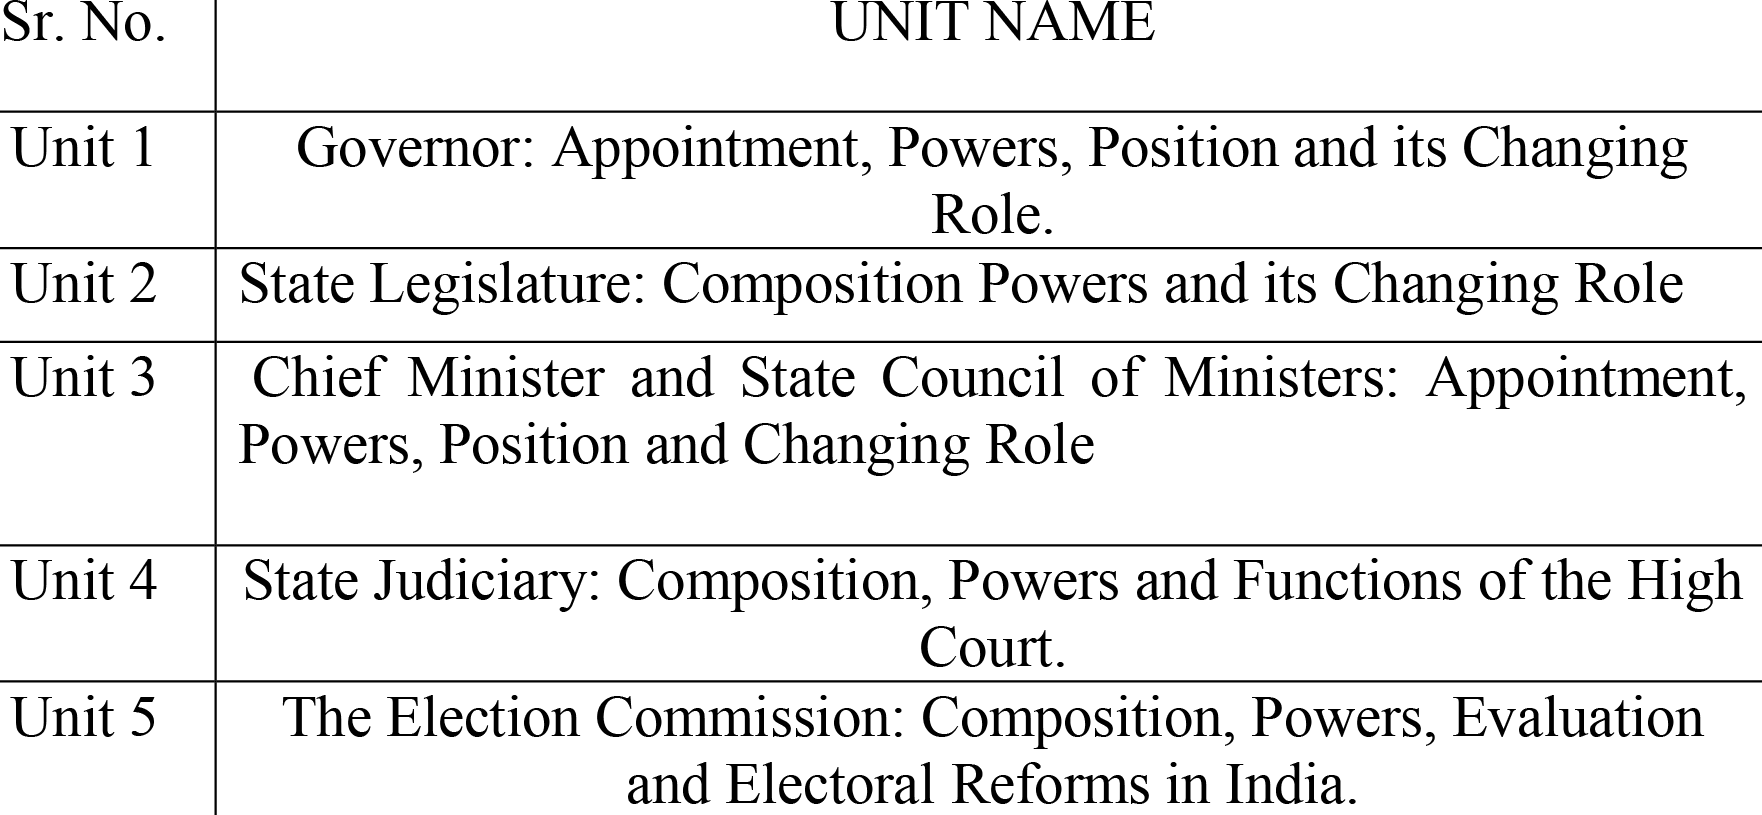 Sr. No. UNIT NAME
Unit 1 Governor: Appointment, Powers, Position and its Changing
Role.
Unit 2 State Legislature: Composition Powers and its Changing Role
Unit 3 Chief Minister and State Council of Ministers: Appointment,
Powers, Position and Changing Role
Unit 4 State Judiciary: Composition, Powers and Functions of the High
Court.
Unit 5 The Election Commission: Composition, Powers, Evaluation
and Electoral Reforms in India.